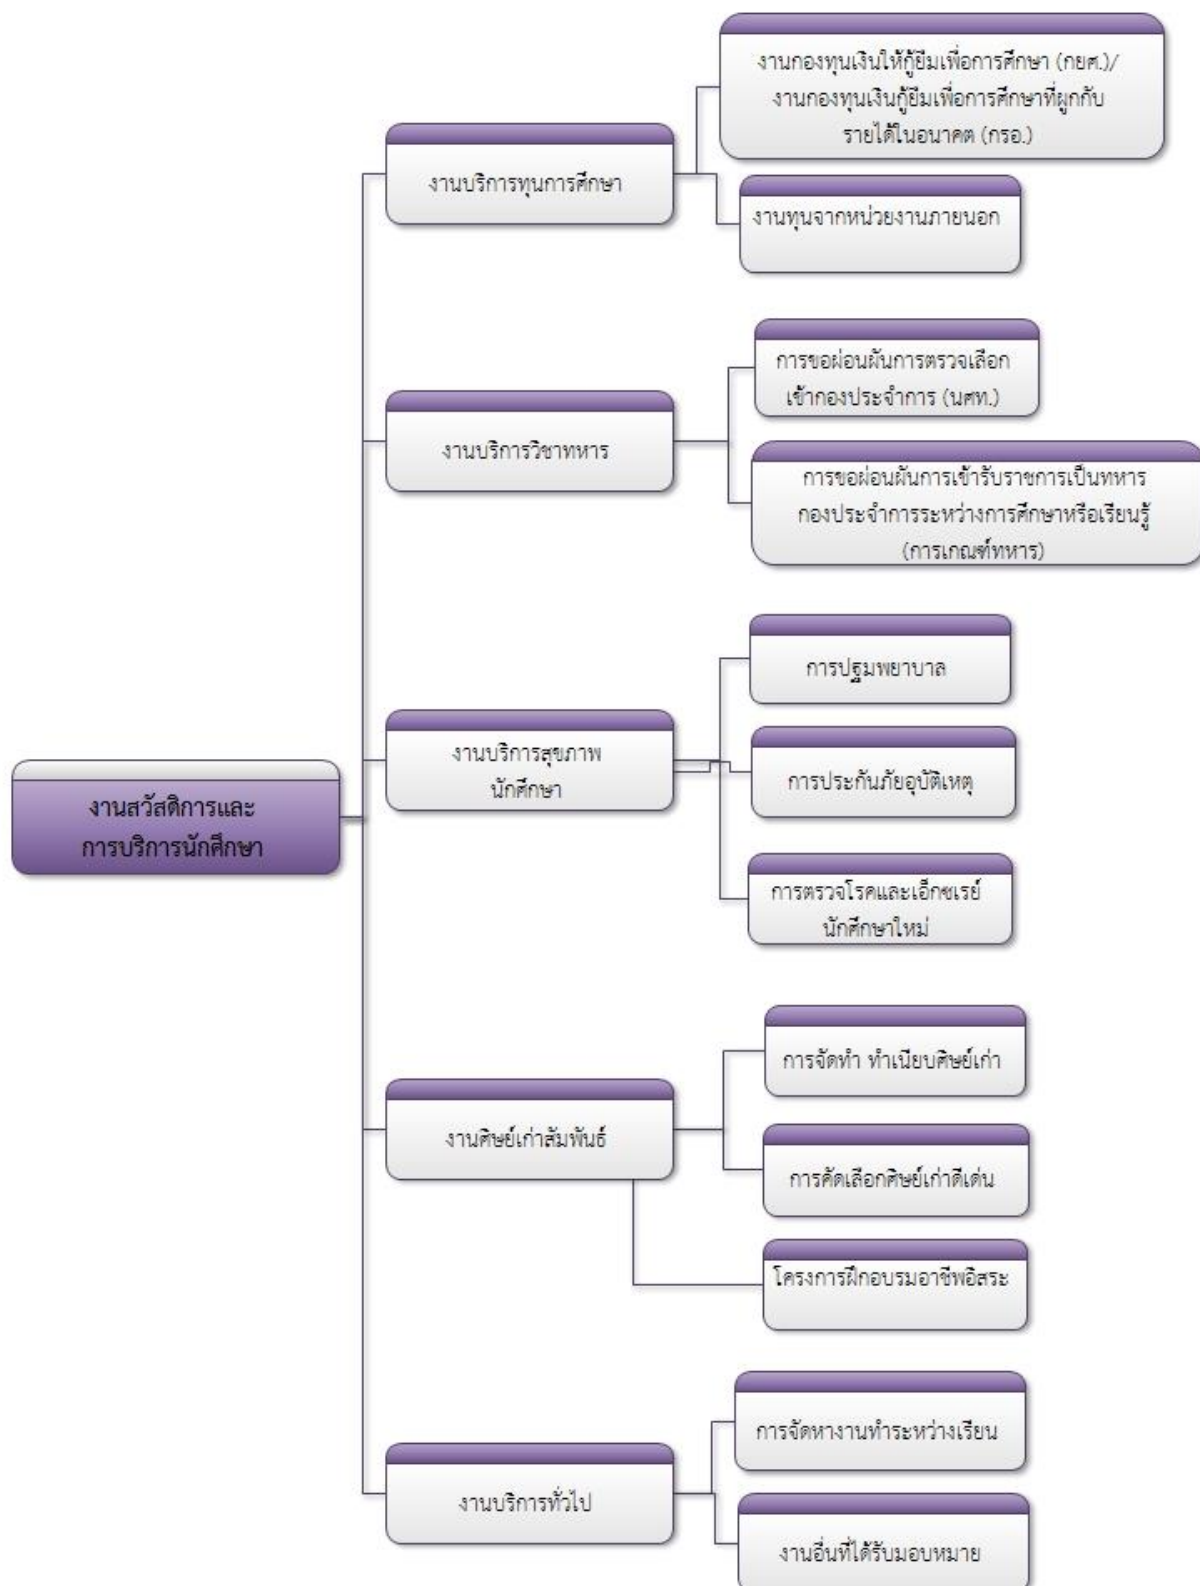 งานกองทุนเงินให้กู้ยืมเพื่อการศึกษา (กยศ.)/
งานกองทุนเงินกู้ยืมเพื่อการศึกษาที่ผูกกับ
รายได้ในอนาคต (กรอ.)
งานบริการทุนการศึกษา
งานทุนจากหน่วยงานภายนอก
การขอผ่อนผันการตรวจเลือก
เข้ากองประจำการ (นศท.)
งานบริการวิชาทหาร
การขอผ่อนผันการเข้ารับราชการเป็นทหาร
กองประจำการระหว่างการศึกษาหรือเรียนรู้
(การเกณฑ์ทหาร)
การปฐมพยาบาล
งานบริการสุขภาพ
นักศึกษา
การประกันภัยอุบัติเหตุ
งานสวัสดิการและ
การบริการนักศึกษา
การตรวจโรคและเอ็กซเรย์
นักศึกษาใหม่
การจัดทำ ทำเนียบศิษย์เก่า
งานศิษย์เก่าสัมพันธ์
การคัดเลือกศิษย์เก่าดีเด่น
โครงการฝึกอบรมอาชีพอิสระ
การจัดหางานทำระหว่างเรียน
งานบริการทั่วไป
งานอื่นที่ได้รับมอบหมาย